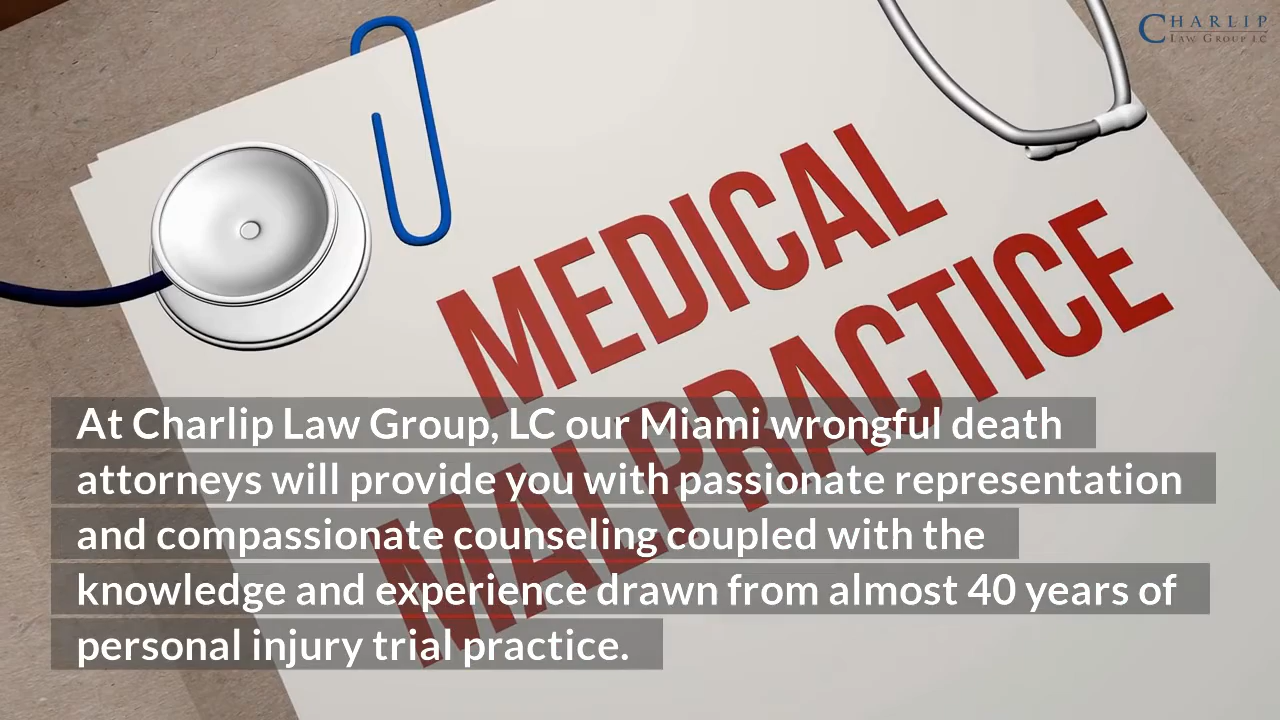 CHARLIP
LAW GROUP LC
MEDICAL
MALPRACTICE
At Charlip Law Group, LC our Miami wrongful death
attorneys will provide you with passionate representation
and compassionate counseling coupled with the
knowledge and experience drawn from almost 40 years of
personal injury trial practice.